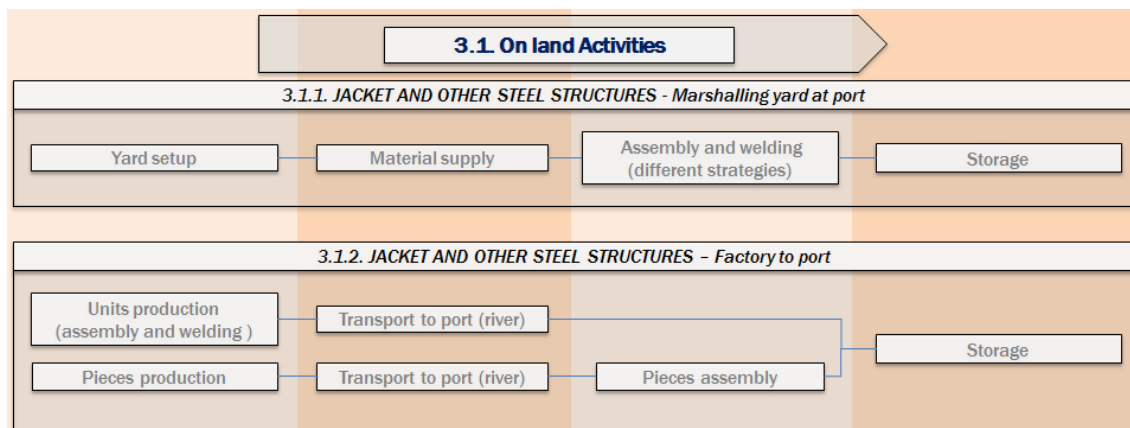 3.1. On land Activities
3.1.1. JACKET AND OTHER STEEL STRUCTURES - Marshalling yard at port
Yard setup
Material supply
Assembly and welding
(different strategies)
Storage
3.1.2. JACKET AND OTHER STEEL STRUCTURES – Factory to port
Units production
(assembly and welding )
Transport to port (river)
Storage
Pieces production
Transport to port (river)
Pieces assembly